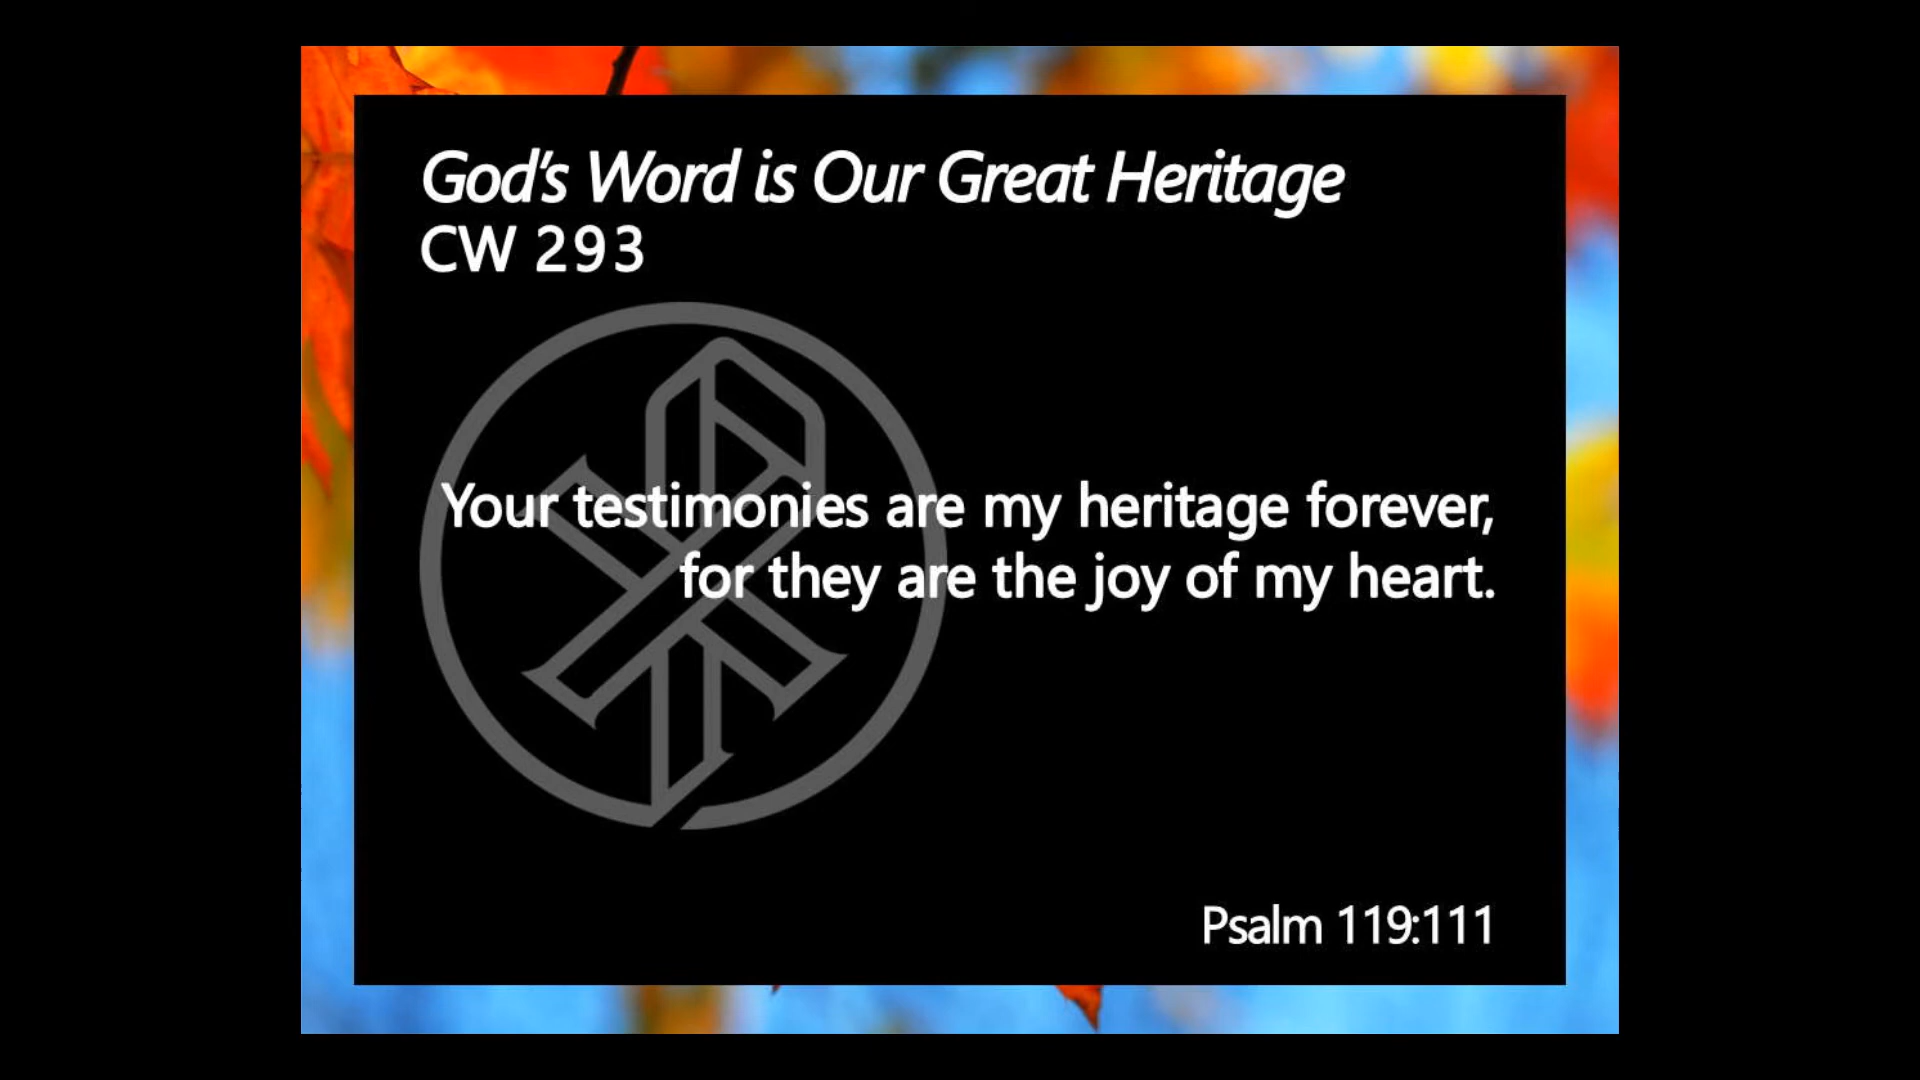 God's Word is Our Great Heritage
CW 293
Your testimonies are my heritage forever,
for they are the joy of my heart.
Psalm 119:111